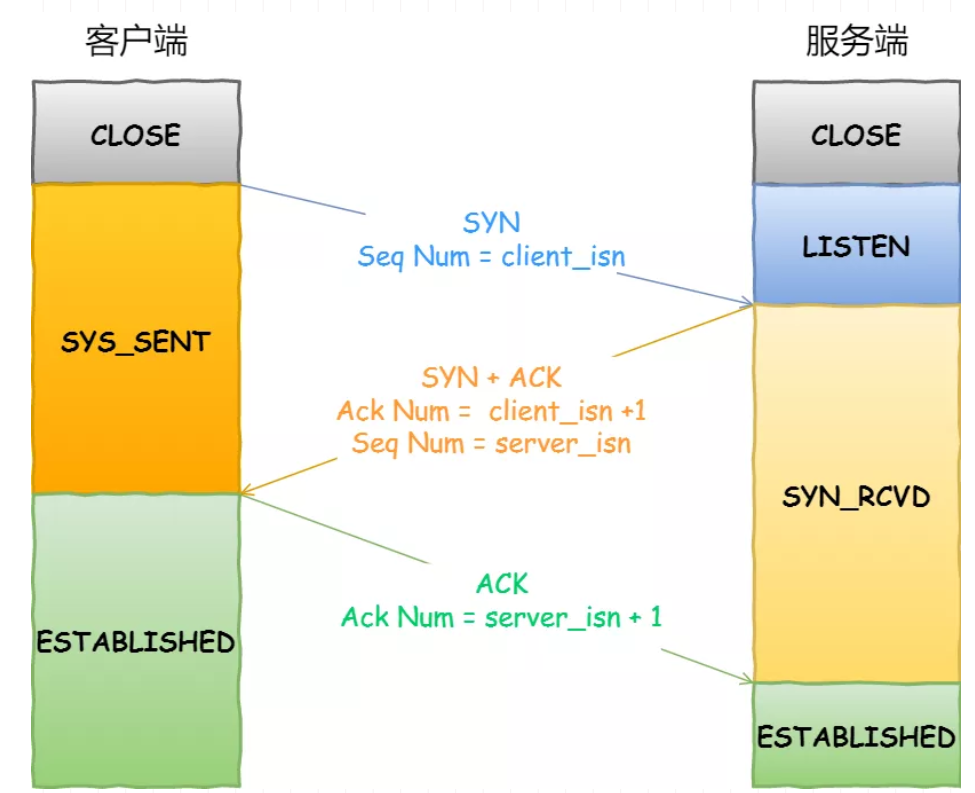 客户端
服务端
CLOSE
CLOSE
SYN
Seq Num = client_isn
LISTEN
SYS_SENT
SYN + ACK
Ack Num = client_isn +1
Seq Num = server_isn
SYN_RCVD
ACK
Ack Num = server_isn + 1
ESTABLISHED
ESTABLISHED